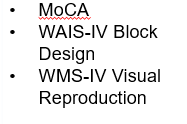 • MoCA
• WAIS-IV Block
Design
• WMS-IV Visual
Reproduction